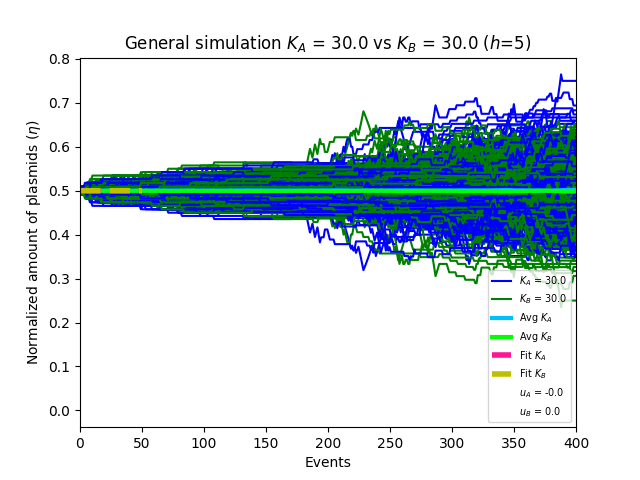 General simulation K_A = 30.0 vs K_B = 30.0 (h=5)
Normalized amount of plasmids (η)
0.8
0.7
0.6
0.5
0.4
0.3
0.2
0.1
0.0
K_A = 30.0
K_B = 30.0
Avg K_A
Avg K_B
Fit K_A
Fit K_B
u_A = -0.0
u_B = 0.0
0 50 100 150 200 250 300 350 400
Events